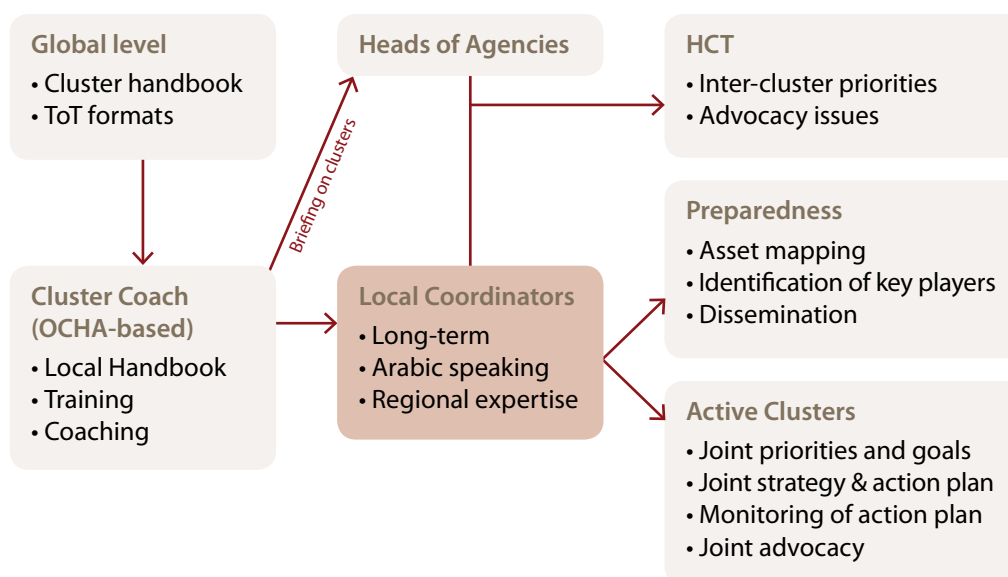 Global level
• Cluster handbook
• ToT formats
Heads of Agencies
HCT
• Inter-cluster priorities
• Advocacy issues
Briefing on clusters
Preparedness
• Asset mapping
• Identification of key players
• Dissemination
Cluster Coach
(OCHA-based)
• Local Handbook
• Training
• Coaching
Local Coordinators
• Long-term
• Arabic speaking
• Regional expertise
Active Clusters
• Joint priorities and goals
• Joint strategy & action plan
• Monitoring of action plan
• Joint advocacy